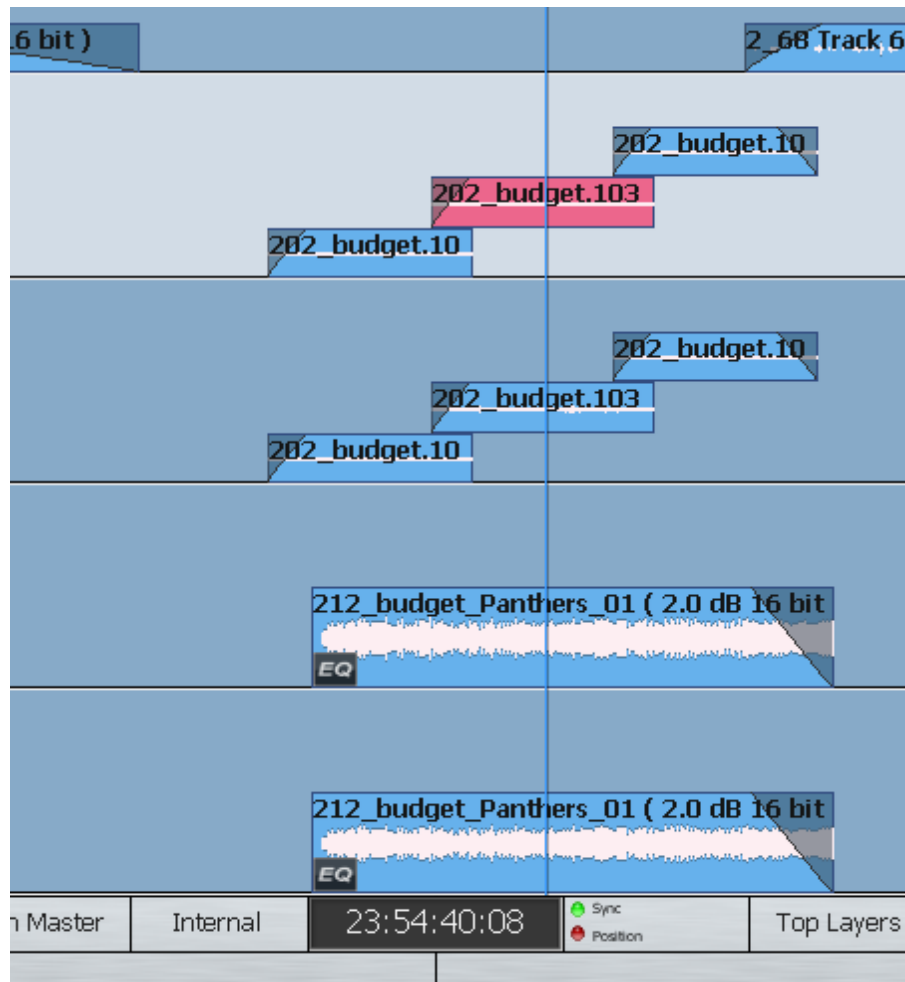 6 bit )
2_68 Track 6
202_budget.10
202_budget.103
202_budget.10
202_budget.10
202_budget.103
202_budget.10
212_budget_Panthers_01 ( 2.0 dB 16 bit
EQ
212_budget_Panthers_01 ( 2.0 dB 16 bit
EQ
Master Internal 23:54:40:08 Sync Position Top Layers